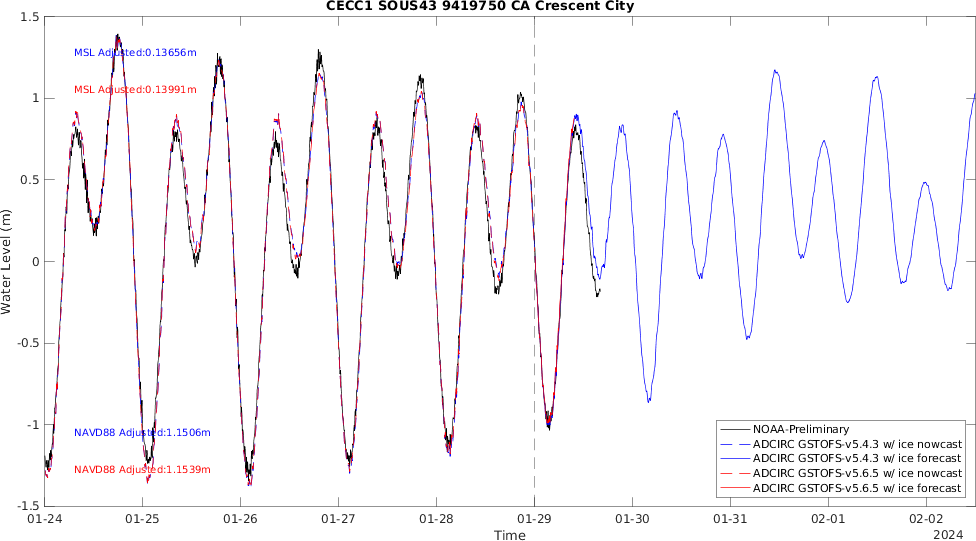 CECC1 SOUS43 9419750 CA Crescent City
1.5
MSL Adjusted:0.13656m
MSL Adjusted:0.13991m
1
0.5
0
-0.5
-1
-1.5
Water Level (m)
NAVD88 Adjusted:1.1506m
NAVD88 Adjusted:1.1539m
NOAA-Preliminary
ADCIRC GSTOFS-v5.4.3 w/ ice nowcast
ADCIRC GSTOFS-v5.4.3 w/ ice forecast
ADCIRC GSTOFS-v5.6.5 w/ ice nowcast
ADCIRC GSTOFS-v5.6.5 w/ ice forecast
01-24 01-25 01-26 01-27 01-28 01-29 01-30 01-31 02-01 02-02
Time
2024